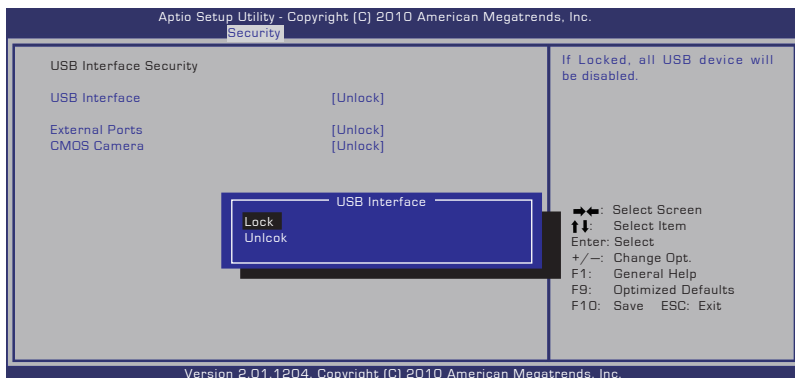 Aptio Setup Utility - Copyright (C) 2010 American Megatrends, Inc.
Security
USB Interface Security
USB Interface [Unlock]
External Ports [Unlock]
CMOS Camera [Unlock]
If Locked, all USB device will
be disabled.
USB Interface
Lock
Unlcok
→←: Select Screen
↑↓: Select Item
Enter: Select
+/—: Change Opt.
F1: General Help
F9: Optimized Defaults
F10: Save ESC: Exit
Version 2.01.1204. Copyright (C) 2010 American Megatrends, Inc.